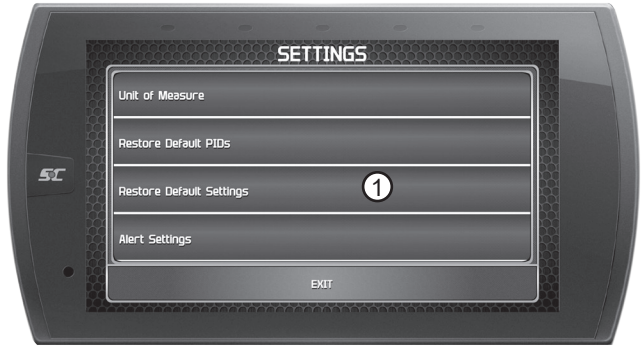 SETTINGS
Unit of Measure
Restore Default PIDs
SC
Restore Default Settings
1
Alert Settings
EXIT